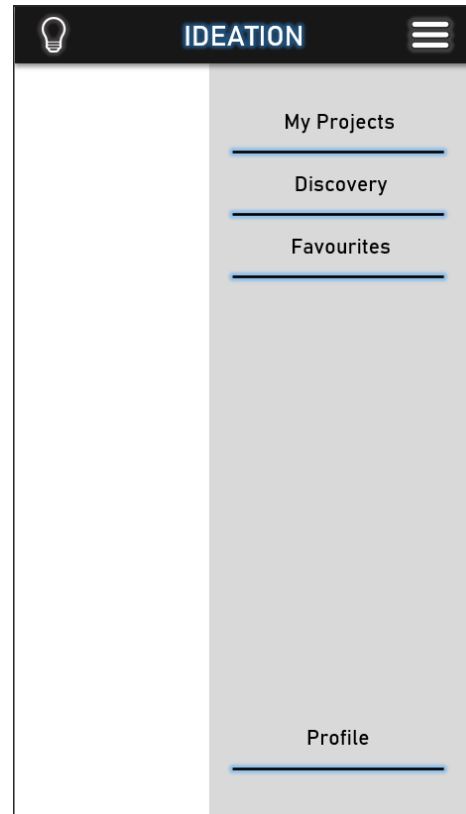 IDEATION
My Projects
Discovery
Favourites
Profile